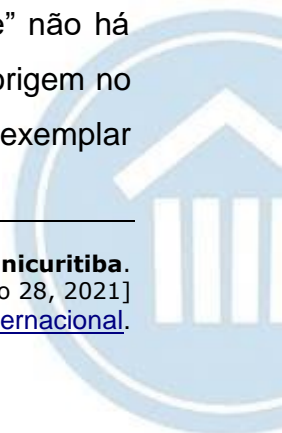 e” não há
origem no
exemplar
nicuritiba.
o 28, 2021]
ernacional.